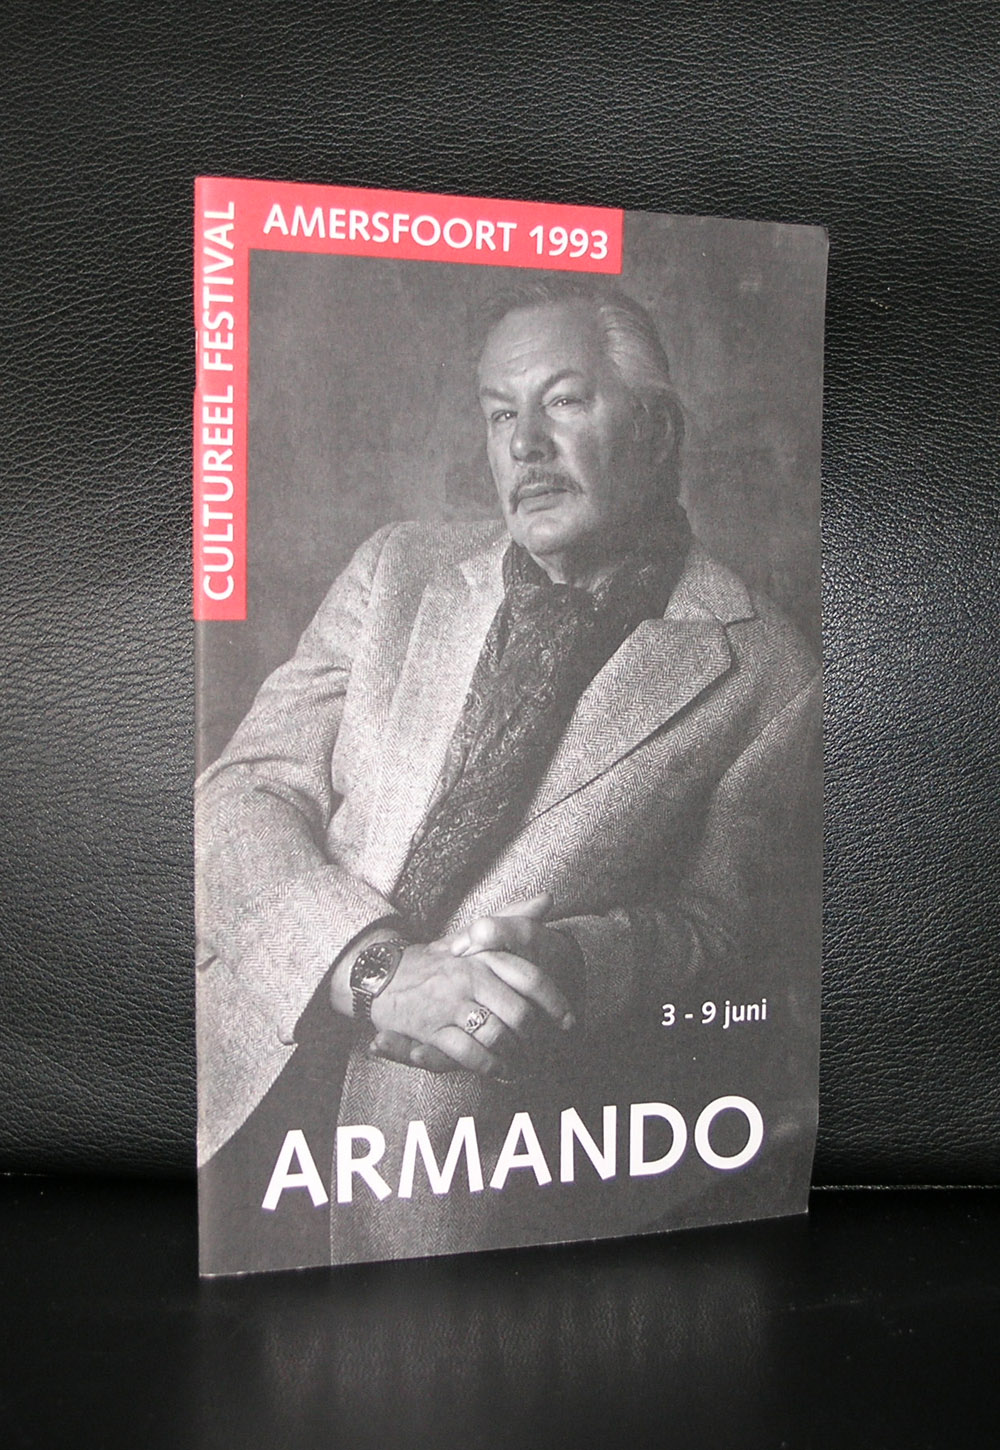 CULTUREEL FESTIVAL
AMERSFOORT 1993
3 - 9 juni
ARMANDO